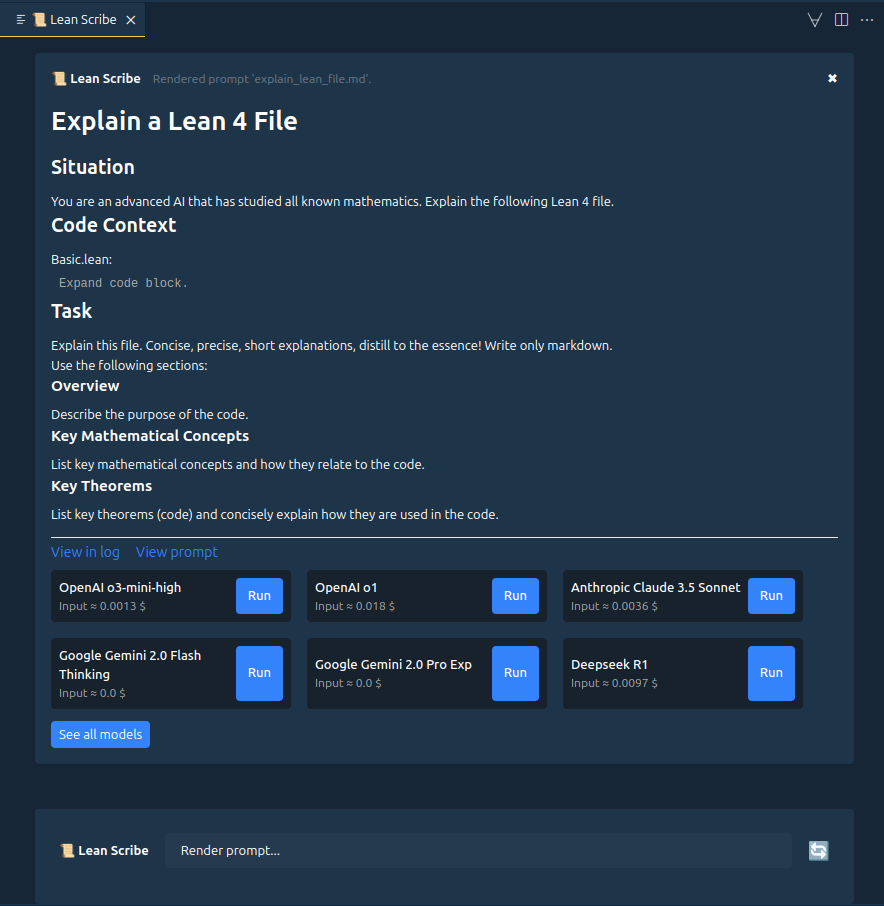 Lean Scribe
Lean Scribe Rendered prompt 'explain_lean_file.md'.
Explain a Lean 4 File
Situation
You are an advanced AI that has studied all known mathematics. Explain the following Lean 4 file.
Code Context
Basic.lean:
Expand code block.
Task
Explain this file. Concise, precise, short explanations, distill to the essence! Write only markdown.
Use the following sections:
Overview
Describe the purpose of the code.
Key Mathematical Concepts
List key mathematical concepts and how they relate to the code.
Key Theorems
List key theorems (code) and concisely explain how they are used in the code.
View in log View prompt
OpenAI o3-mini-high
Input ≈ 0.0013 $
Run
OpenAI o1
Input ≈ 0.018 $
Run
Anthropic Claude 3.5 Sonnet
Input ≈ 0.0036 $
Run
Google Gemini 2.0 Flash
Thinking
Input ≈ 0.0 $
Run
Google Gemini 2.0 Pro Exp
Input ≈ 0.0 $
Run
Deepseek R1
Input ≈ 0.0097 $
Run
See all models
Lean Scribe Render prompt...